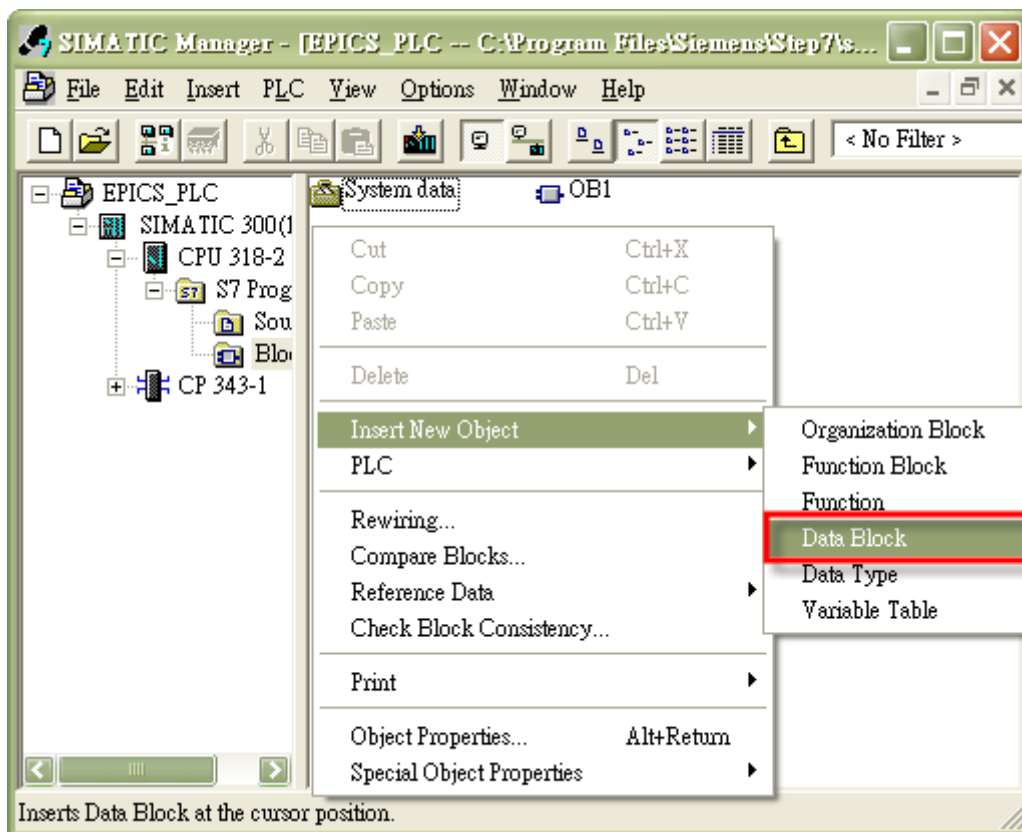 SIMATIC Manager - [EPICS_PLC -- C:\Program Files\Siemens\Step7\s...
File Edit Insert PLC View Options Window Help
< No Filter >
EPICS_PLC
SIMATIC 300(1
CPU 318-2
S7 Prog
Sou
Bloc
CP 343-1
System data
OB1
Cut Ctrl+X
Copy Ctrl+C
Paste Ctrl+V
Delete Del
Insert New Object
PLC
Rewiring...
Compare Blocks...
Reference Data
Check Block Consistency...
Print
Object Properties... Alt+Return
Special Object Properties
Organization Block
Function Block
Function
Data Block
Data Type
Variable Table
Inserts Data Block at the cursor position.